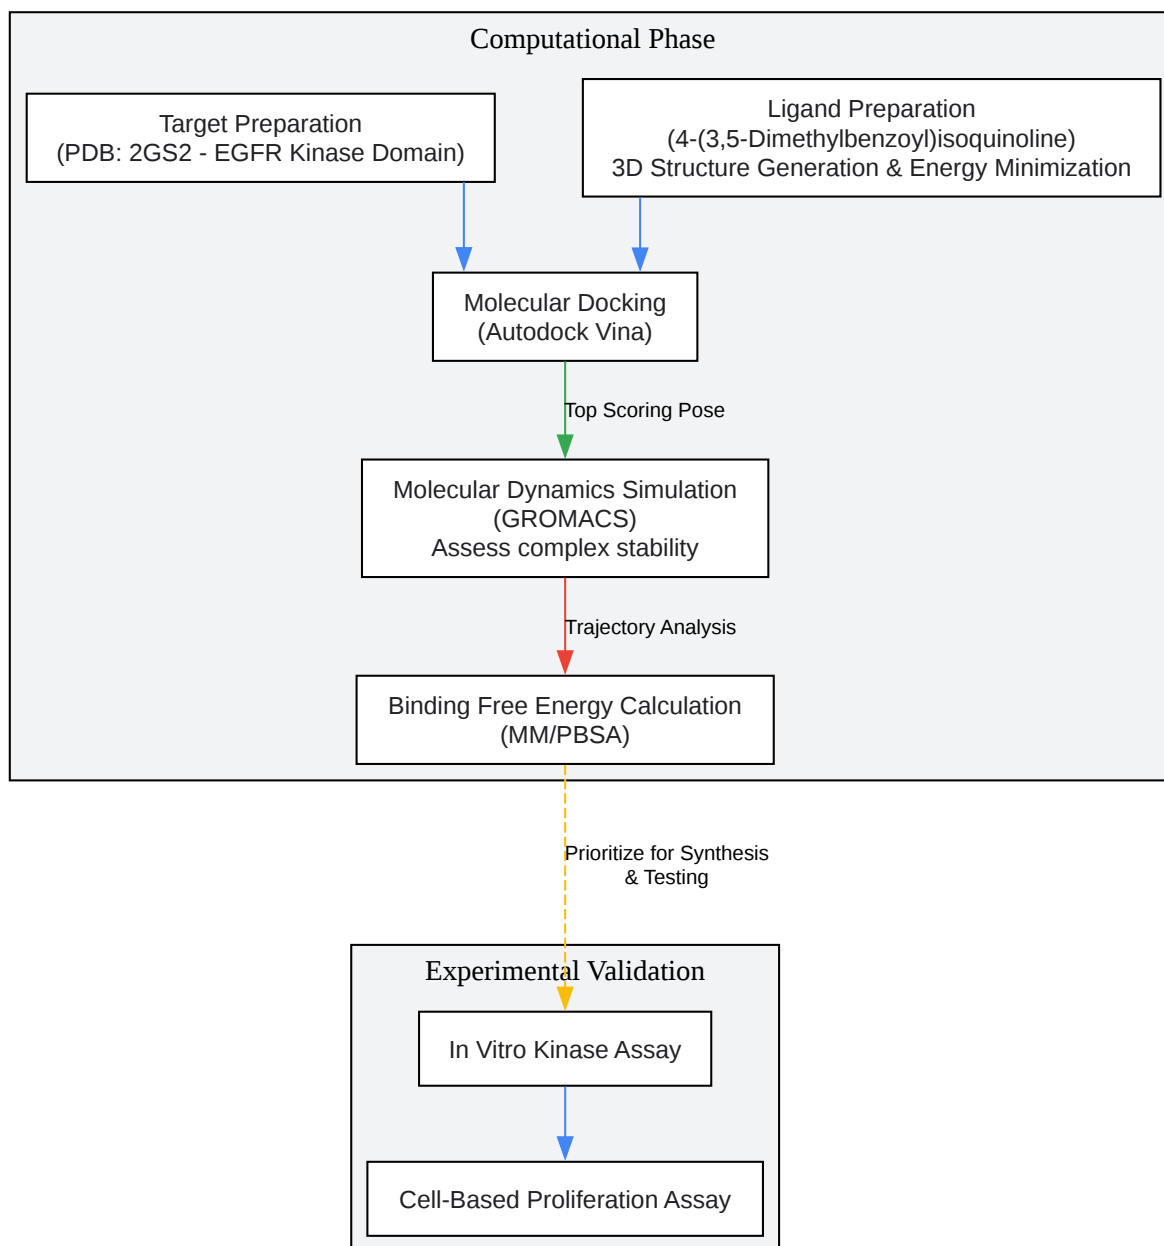 Computational Phase
Target Preparation
(PDB: 2GS2 - EGFR Kinase Domain)
Ligand Preparation
(4-(3,5-Dimethylbenzoyl)isoquinoline)
3D Structure Generation & Energy Minimization
Molecular Docking
(Autodock Vina)
Top Scoring Pose
Molecular Dynamics Simulation
(GROMACS)
Assess complex stability
Trajectory Analysis
Binding Free Energy Calculation
(MM/PBSA)
Prioritize for Synthesis
& Testing
Experimental Validation
In Vitro Kinase Assay
Cell-Based Proliferation Assay